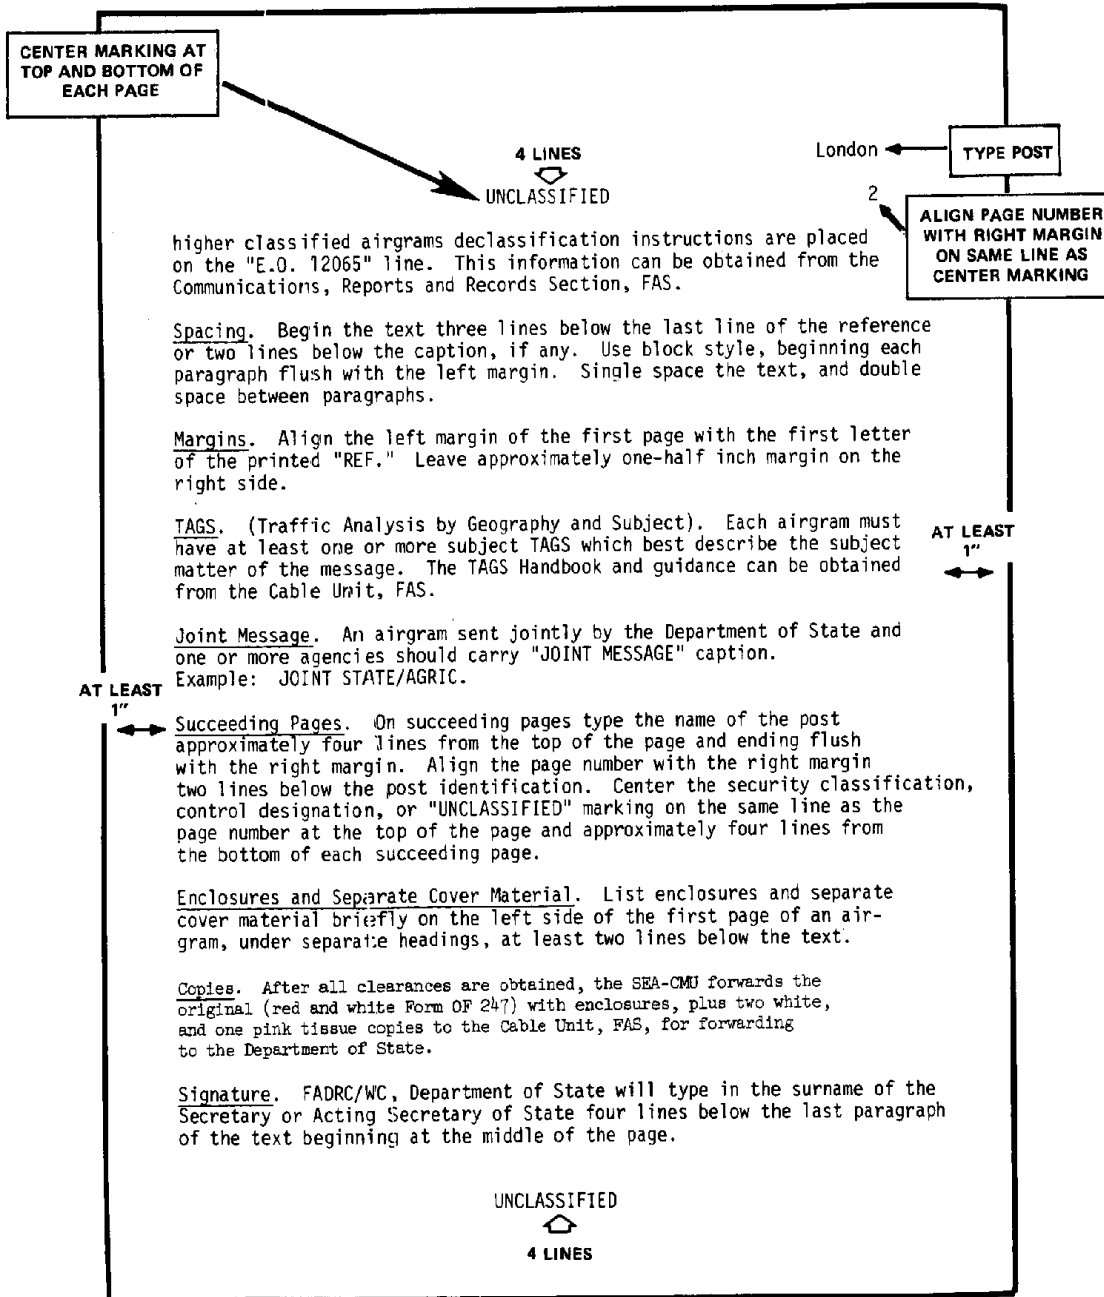 CENTER MARKING AT
TOP AND BOTTOM OF
EACH PAGE
4 LINES
London
TYPE POST
UNCLASSIFIED
2
ALIGN PAGE NUMBER
WITH RIGHT MARGIN
ON SAME LINE AS
CENTER MARKING
higher classified airgrams declassification instructions are placed
on the "E.O. 12065" line. This information can be obtained from the
Communications, Reports and Records Section, FAS.
Spacing. Begin the text three lines below the last line of the reference
or two lines below the caption, if any. Use block style, beginning each
paragraph flush with the left margin. Single space the text, and double
space between paragraphs.
Margins. Align the left margin of the first page with the first letter
of the printed "REF." Leave approximately one-half inch margin on the
right side.
TAGS. (Traffic Analysis by Geography and Subject). Each airgram must
have at least one or more subject TAGS which best describe the subject
matter of the message. The TAGS Handbook and guidance can be obtained
from the Cable Unit, FAS.
AT LEAST
1"
Joint Message. An airgram sent jointly by the Department of State and
one or more agencies should carry "JOINT MESSAGE" caption.
Example: JOINT STATE/AGRIC.
AT LEAST
1"
Succeeding Pages. On succeeding pages type the name of the post
approximately four lines from the top of the page and ending flush
with the right margin. Align the page number with the right margin
two lines below the post identification. Center the security classification,
control designation, or "UNCLASSIFIED" marking on the same line as the
page number at the top of the page and approximately four lines from
the bottom of each succeeding page.
Enclosures and Separate Cover Material. List enclosures and separate
cover material briefly on the left side of the first page of an air-
gram, under separate headings, at least two lines below the text.
Copies. After all clearances are obtained, the SEA-CMU forwards the
original (red and white Form OF 247) with enclosures, plus two white,
and one pink tissue copies to the Cable Unit, FAS, for forwarding
to the Department of State.
Signature. FADRC/WC, Department of State will type in the surname of the
Secretary or Acting Secretary of State four lines below the last paragraph
of the text beginning at the middle of the page.
UNCLASSIFIED
4 LINES